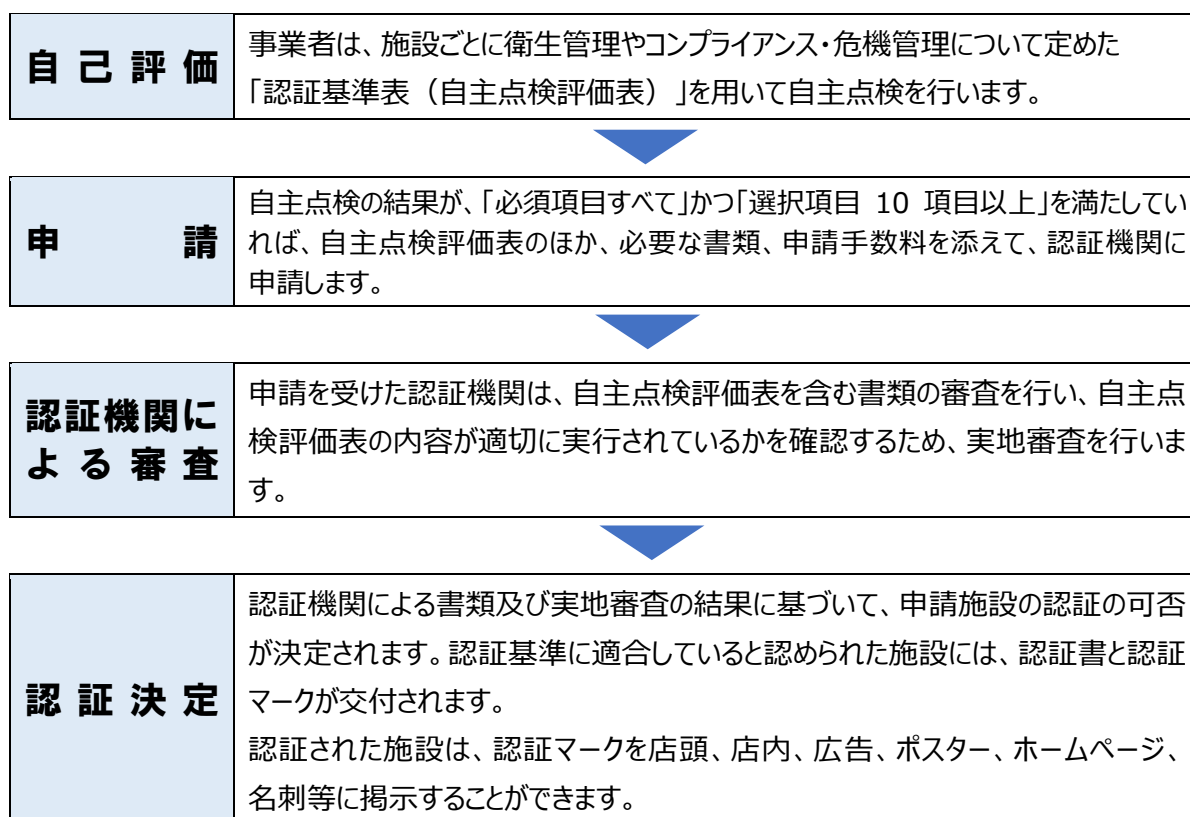 自己評価
事業者は、施設ごとに衛生管理やコンプライアンス・危機管理について定めた
「認証基準表（自主点検評価表）」を用いて自主点検を行います。
申請
自主点検の結果が、「必須項目すべて」かつ「選択項目 10 項目以上」を満たしてい
れば、自主点検評価表のほか、必要な書類、申請手数料を添えて、認証機関に
申請します。
認証機関に
よる審査
申請を受けた認証機関は、自主点検評価表を含む書類の審査を行い、自主点
検評価表の内容が適切に実行されているかを確認するため、実地審査を行いま
す。
認証決定
認証機関による書類及び実地審査の結果に基づいて、申請施設の認証の可否
が決定されます。認証基準に適合していると認められた施設には、認証書と認証
マークが交付されます。
認証された施設は、認証マークを店頭、店内、広告、ポスター、ホームページ、
名刺等に掲示することができます。